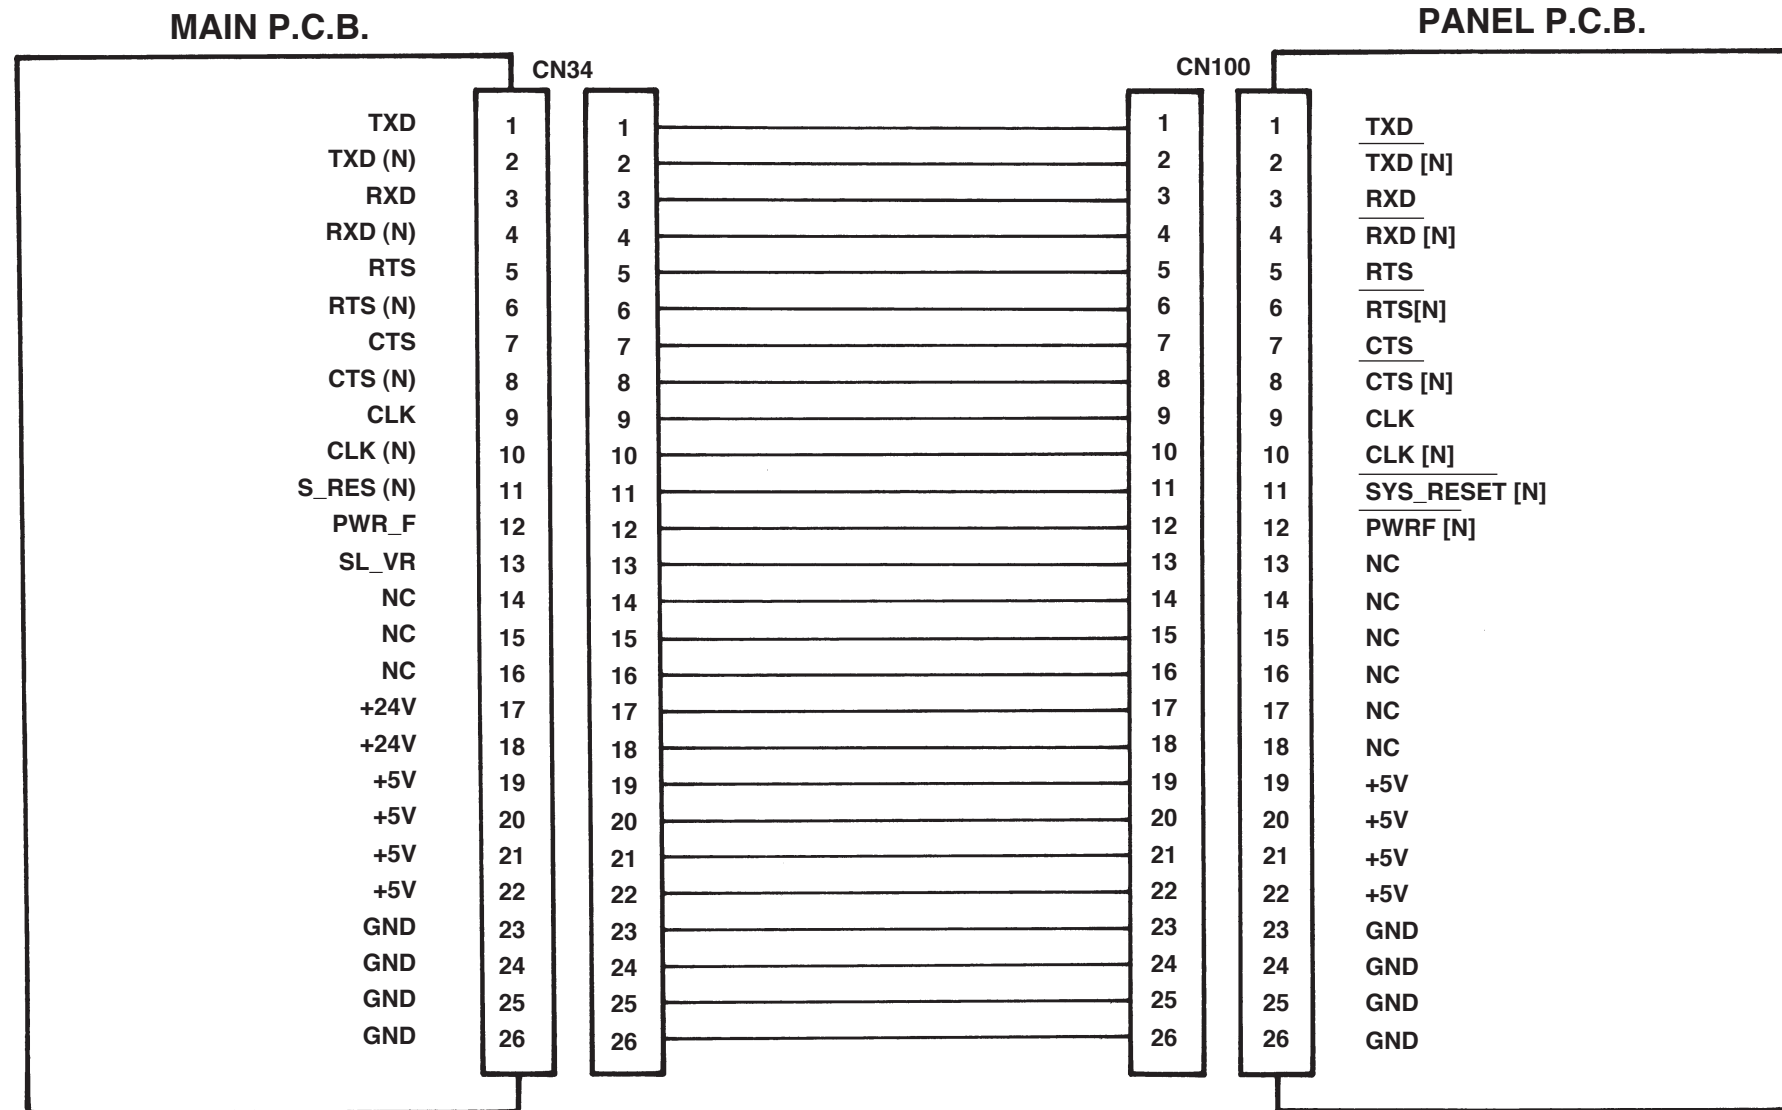 MAIN P.C.B.
PANEL P.C.B.
CN34
CN100
TXD 1 1 1 1 TXD
TXD (N) 2 2 2 2 TXD [N]
RXD 3 3 3 3 RXD
RXD (N) 4 4 4 4 RXD [N]
RTS 5 5 5 5 RTS
RTS (N) 6 6 6 6 RTS[N]
CTS 7 7 7 7 CTS
CTS (N) 8 8 8 8 CTS [N]
CLK 9 9 9 9 CLK
CLK (N) 10 10 10 10 CLK [N]
S_RES (N) 11 11 11 11 SYS_RESET [N]
PWR_F 12 12 12 12 PWRF [N]
SL_VR 13 13 13 13 NC
NC 14 14 14 14 NC
NC 15 15 15 15 NC
NC 16 16 16 16 NC
+24V 17 17 17 17 NC
+24V 18 18 18 18 NC
+5V 19 19 19 19 +5V
+5V 20 20 20 20 +5V
+5V 21 21 21 21 +5V
+5V 22 22 22 22 +5V
GND 23 23 23 23 GND
GND 24 24 24 24 GND
GND 25 25 25 25 GND
GND 26 26 26 26 GND